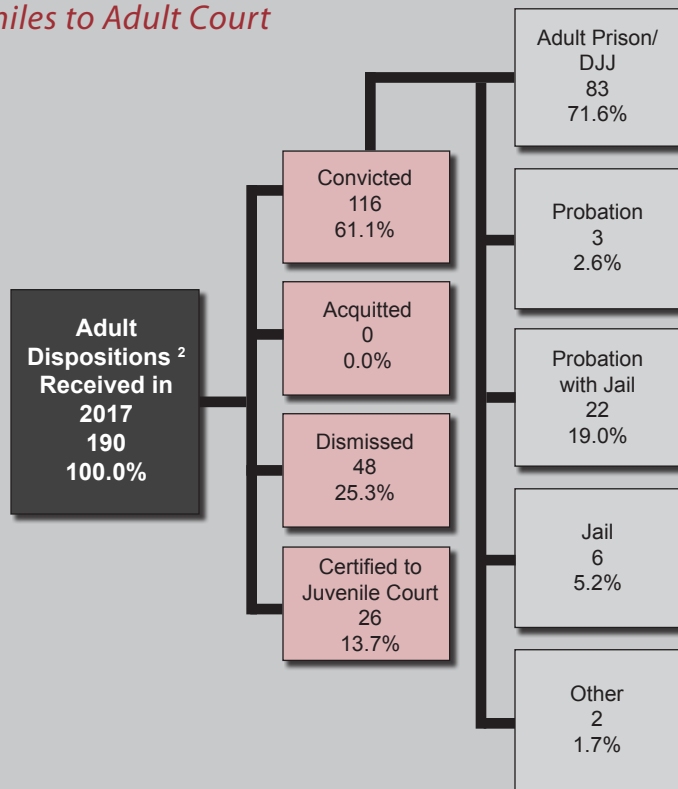 to Adult Court
Adult
Dispositions ²
Received in
2017
190
100.0%
Convicted
116
61.1%
Acquitted
0
0.0%
Dismissed
48
25.3%
Certified to
Juvenile Court
26
13.7%
Adult Prison/
DJJ
83
71.6%
Probation
3
2.6%
Probation
with Jail
22
19.0%
Jail
6
5.2%
Other
2
1.7%